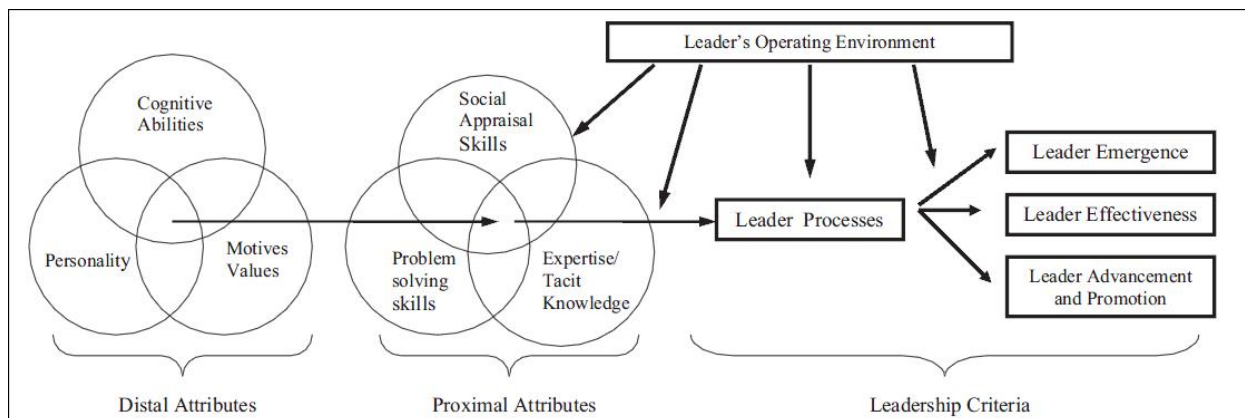 Leader's Operating Environment
Cognitive
Abilities
Personality
Motives
Values
Social
Appraisal
Skills
Problem
solving
skills
Expertise/
Tacit
Knowledge
Leader Processes
Leader Emergence
Leader Effectiveness
Leader Advancement
and Promotion
Distal Attributes
Proximal Attributes
Leadership Criteria